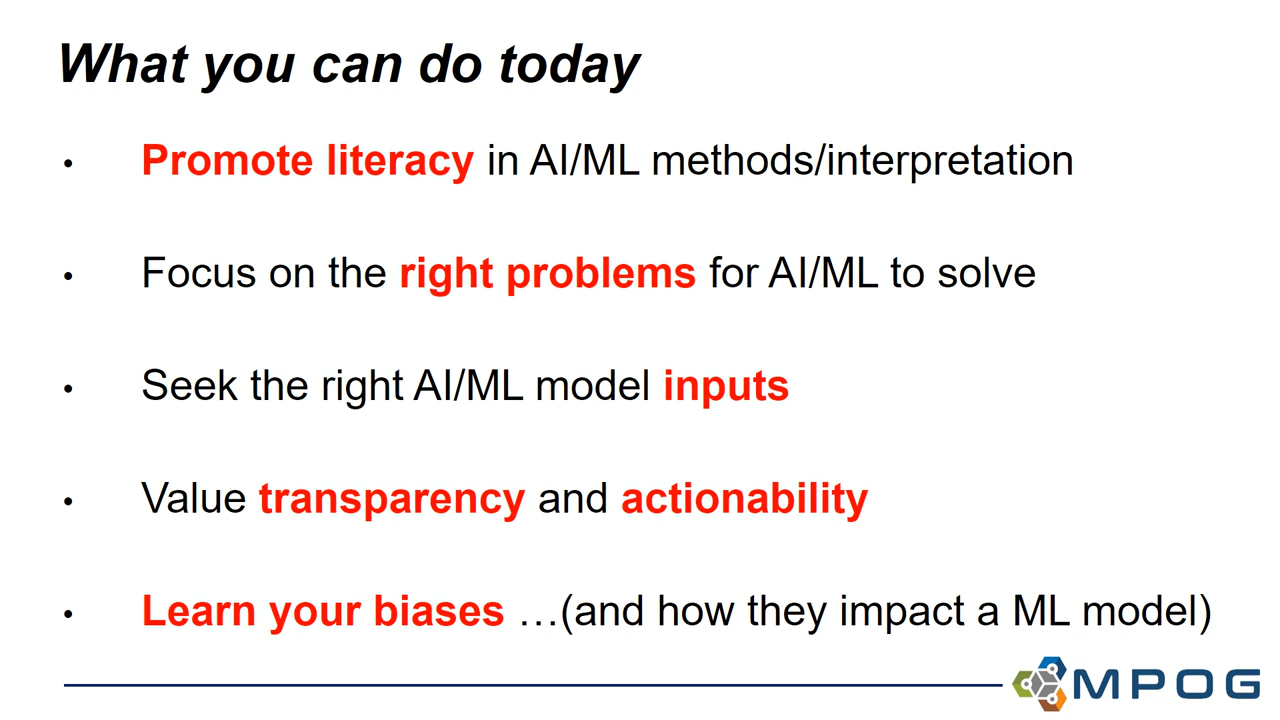 What you can do today
• Promote literacy in AI/ML methods/interpretation
• Focus on the right problems for AI/ML to solve
• Seek the right AI/ML model inputs
• Value transparency and actionability
• Learn your biases …(and how they impact a ML model)
MPOG